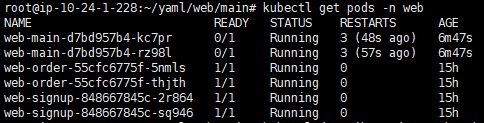 root@ip-10-24-1-228:~/yaml/web/main# kubectl get pods -n web
NAME READY STATUS RESTARTS AGE
web-main-d7bd957b4-kc7pr 0/1 Running 3 (48s ago) 6m47s
web-main-d7bd957b4-rz98l 0/1 Running 3 (57s ago) 6m47s
web-order-55cfc6775f-5nmls 1/1 Running 0 15h
web-order-55cfc6775f-thjth 1/1 Running 0 15h
web-signup-848667845c-2r864 1/1 Running 0 15h
web-signup-848667845c-sq946 1/1 Running 0 15h